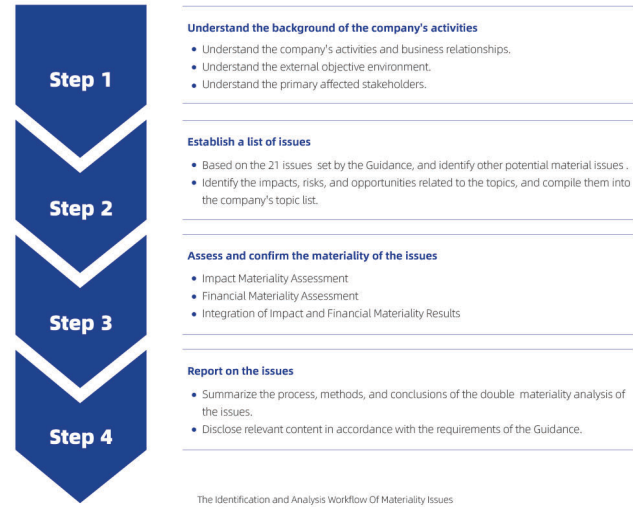 Step 1
Understand the background of the company's activities
• Understand the company's activities and business relationships.
• Understand the external objective environment.
• Understand the primary affected stakeholders.
Step 2
Establish a list of issues
• Based on the 21 issues set by the Guidance, and identify other potential material issues .
• Identify the impacts, risks, and opportunities related to the topics, and compile them into
the company's topic list.
Step 3
Assess and confirm the materiality of the issues
• Impact Materiality Assessment
• Financial Materiality Assessment
• Integration of Impact and Financial Materiality Results
Step 4
Report on the issues
• Summarize the process, methods, and conclusions of the double materiality analysis of
the issues.
• Disclose relevant content in accordance with the requirements of the Guidance.
The Identification and Analysis Workflow Of Materiality Issues